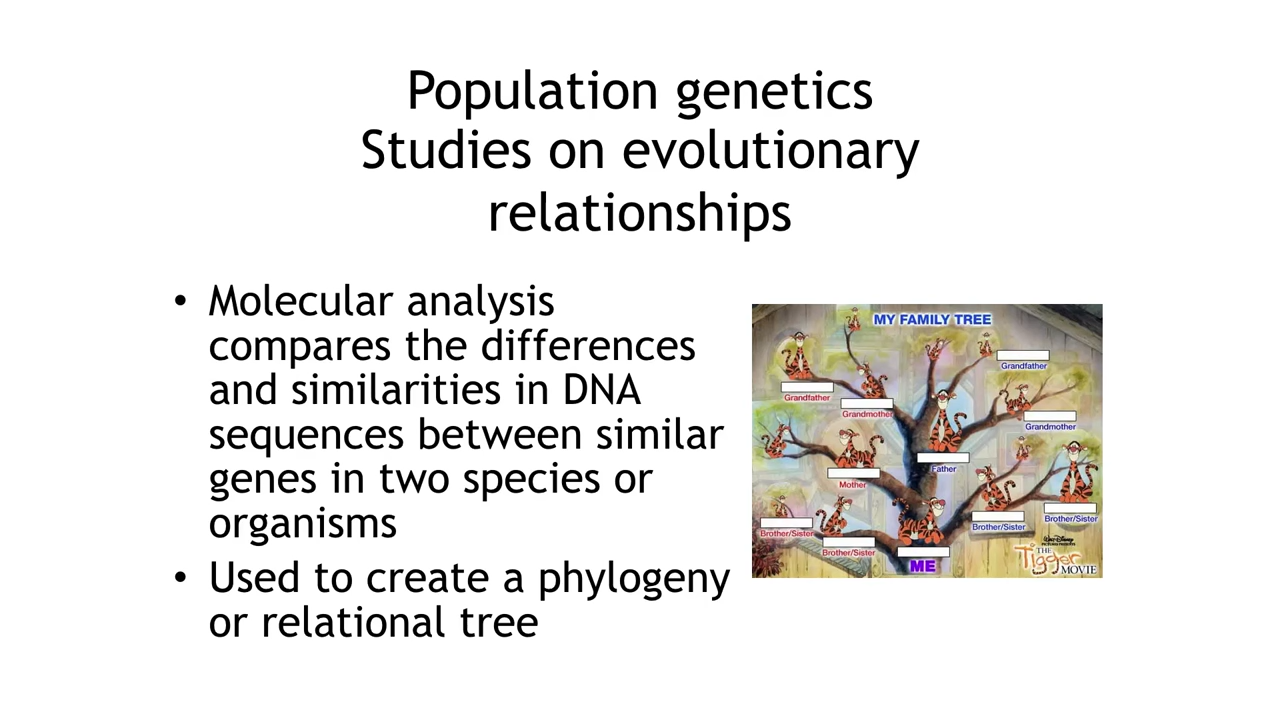 Population genetics
Studies on evolutionary
relationships
• Molecular analysis
compares the differences
and similarities in DNA
sequences between similar
genes in two species or
organisms
• Used to create a phylogeny
or relational tree
MY FAMILY TREE
Grandfather
Grandfather
Grandmother
Grandmother
Father
Mother
Brother/Sister
Brother/Sister
Brother/Sister
Brother/Sister
ME
Walt Disney
PICTURES PRESENTS
THE
Tigger
MOVIE